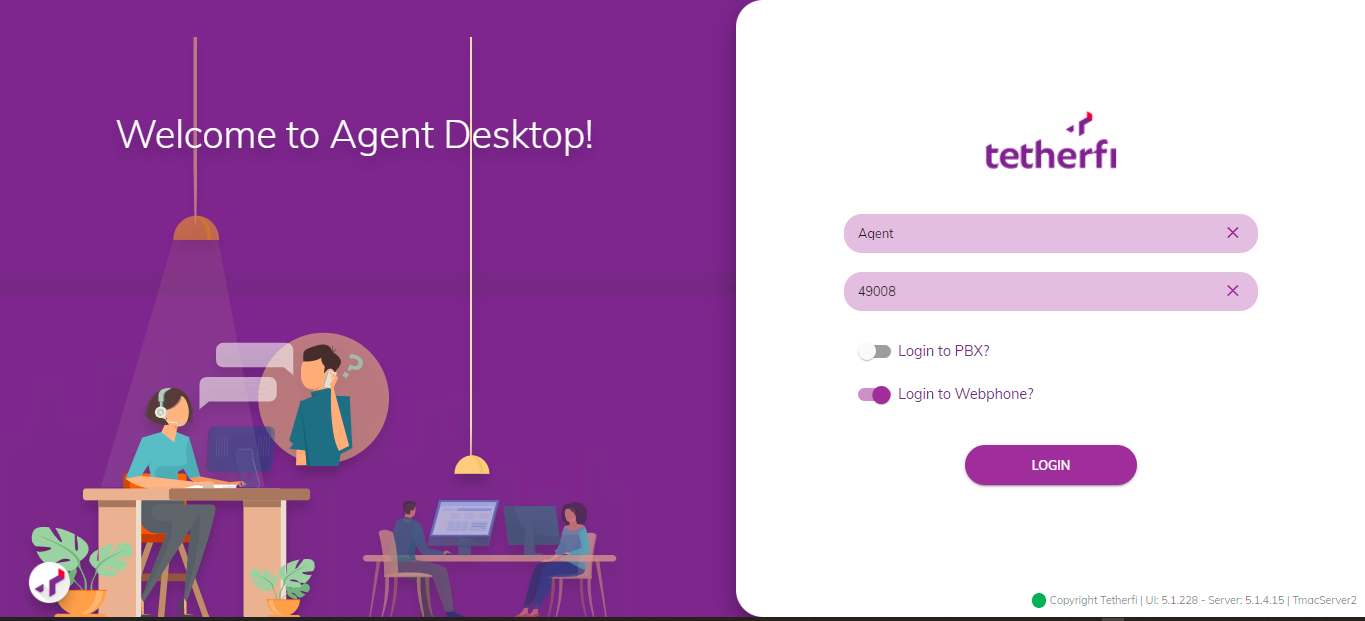 Welcome to Agent Desktop!
tetherfi
Agent
49008
Login to PBX?
Login to Webphone?
LOGIN
Copyright Tetherfi | UI: 5.1.228 - Server: 5.1.4.15 | TmacServer2